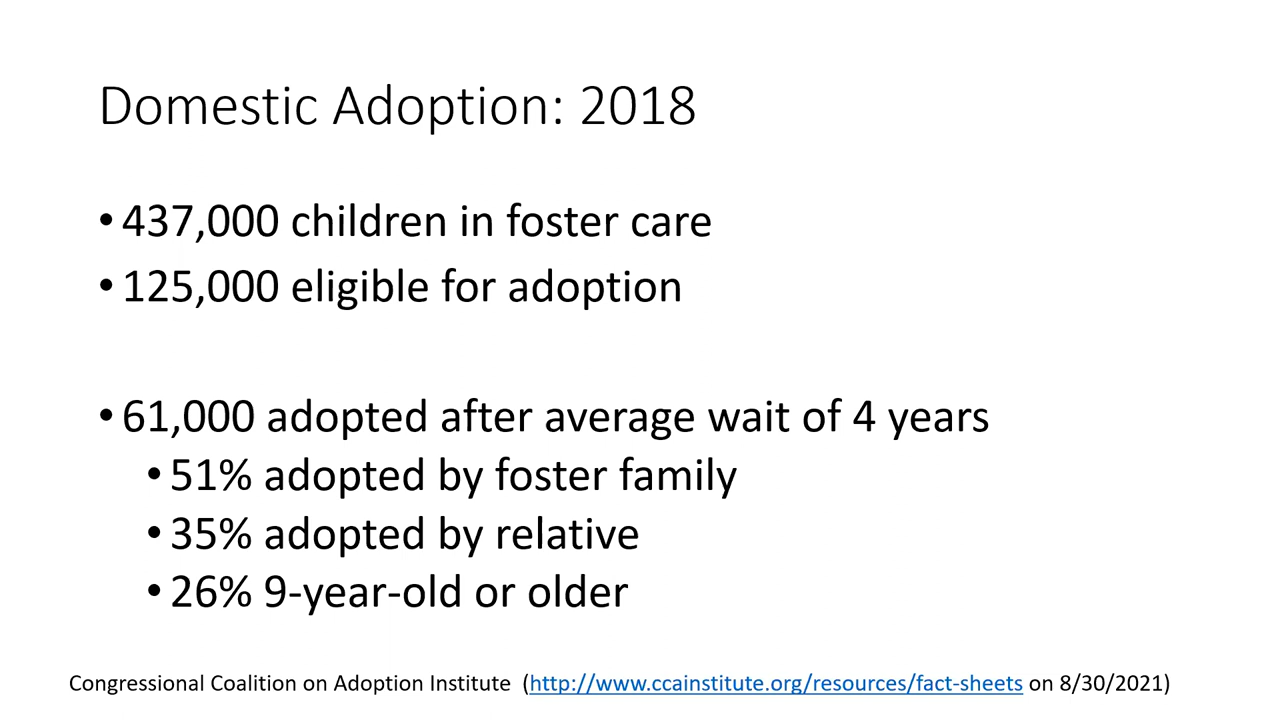 Domestic Adoption: 2018
• 437,000 children in foster care
• 125,000 eligible for adoption
• 61,000 adopted after average wait of 4 years
• 51% adopted by foster family
• 35% adopted by relative
• 26% 9-year-old or older
Congressional Coalition on Adoption Institute (http://www.ccainstitute.org/resources/fact-sheets on 8/30/2021)